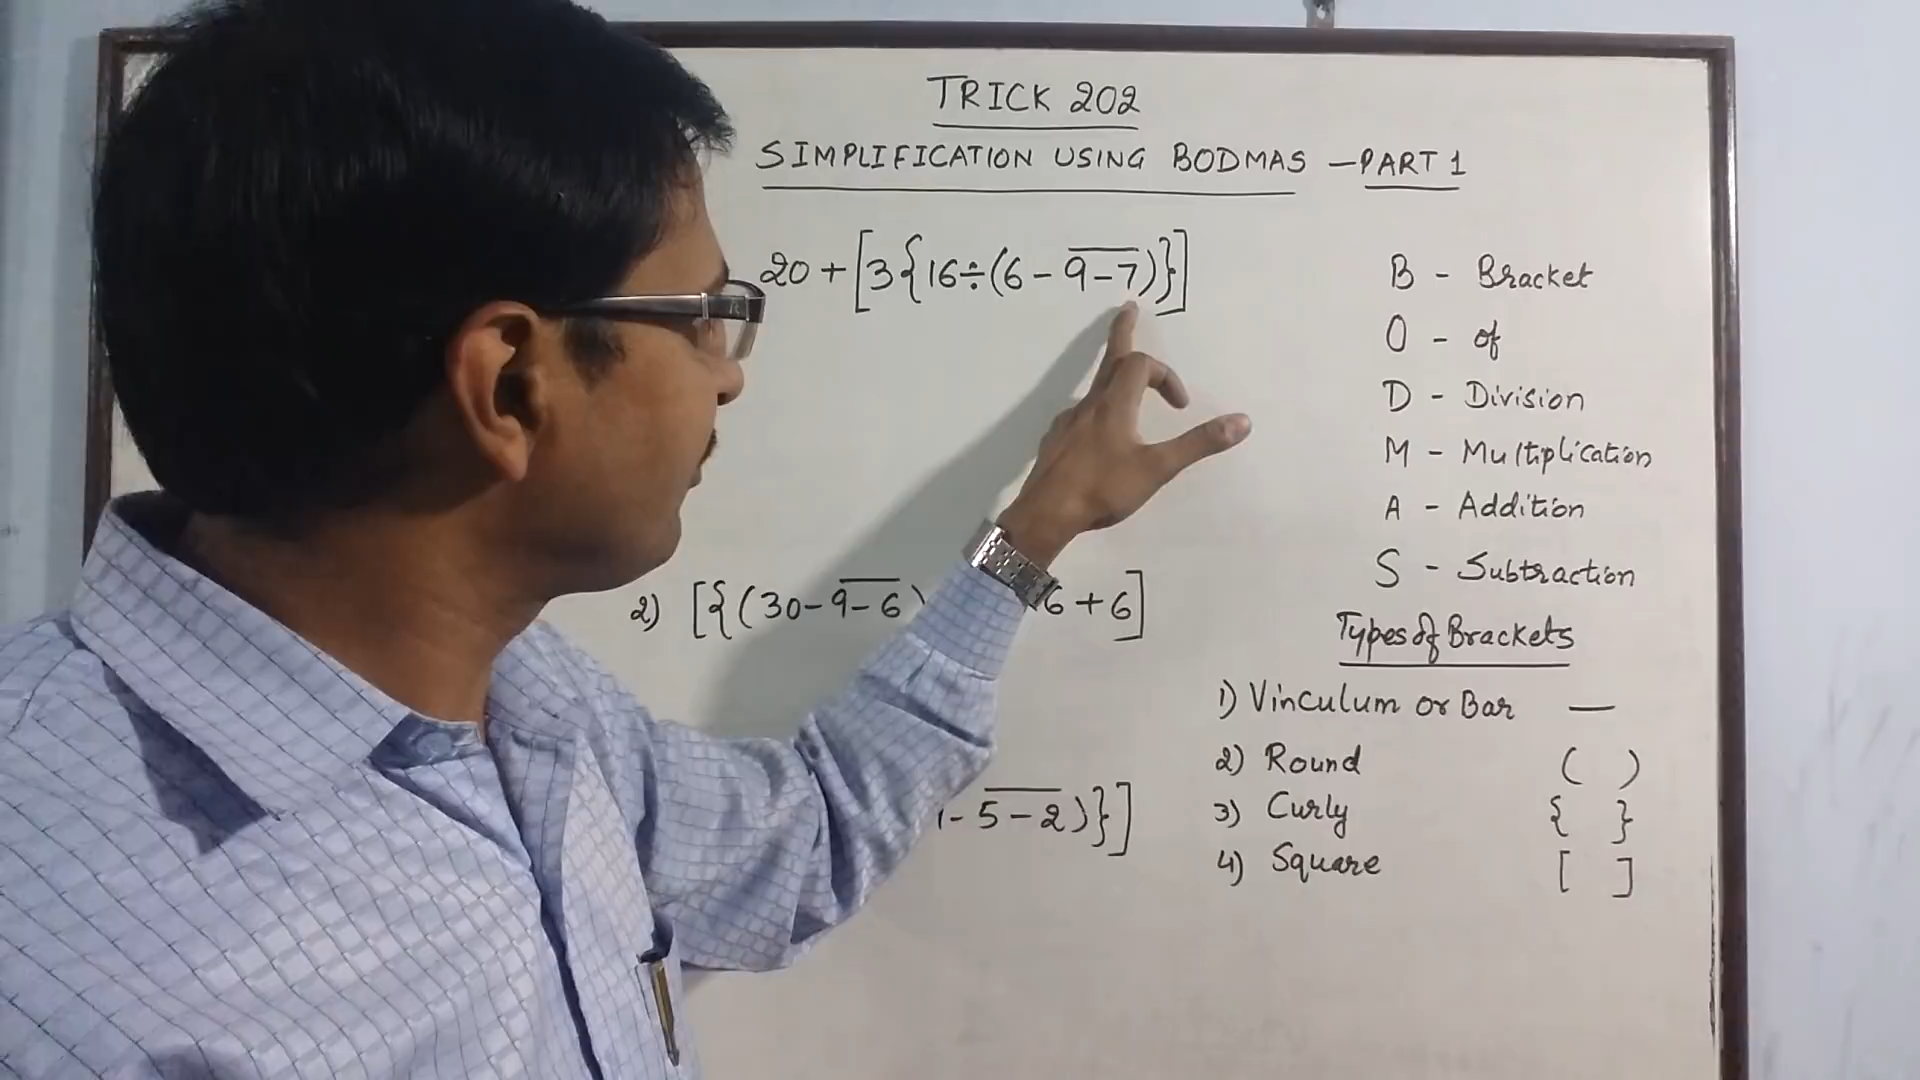 TRICK 202
SIMPLIFICATION USING BODMAS – PART 1
20 + [3{16÷(6 - 9̅ ̅-̅ ̅7̅)}]
B - Bracket
O - of
D - Division
M - Multiplication
A - Addition
S - Subtraction
2) [{(30 - 9̅ ̅-̅ ̅6̅) 6 + 6]
Types of Brackets
1) Vinculum or Bar —
2) Round ( )
- 5̅ ̅-̅ ̅2̅)}]
3) Curly { }
4) Square [ ]